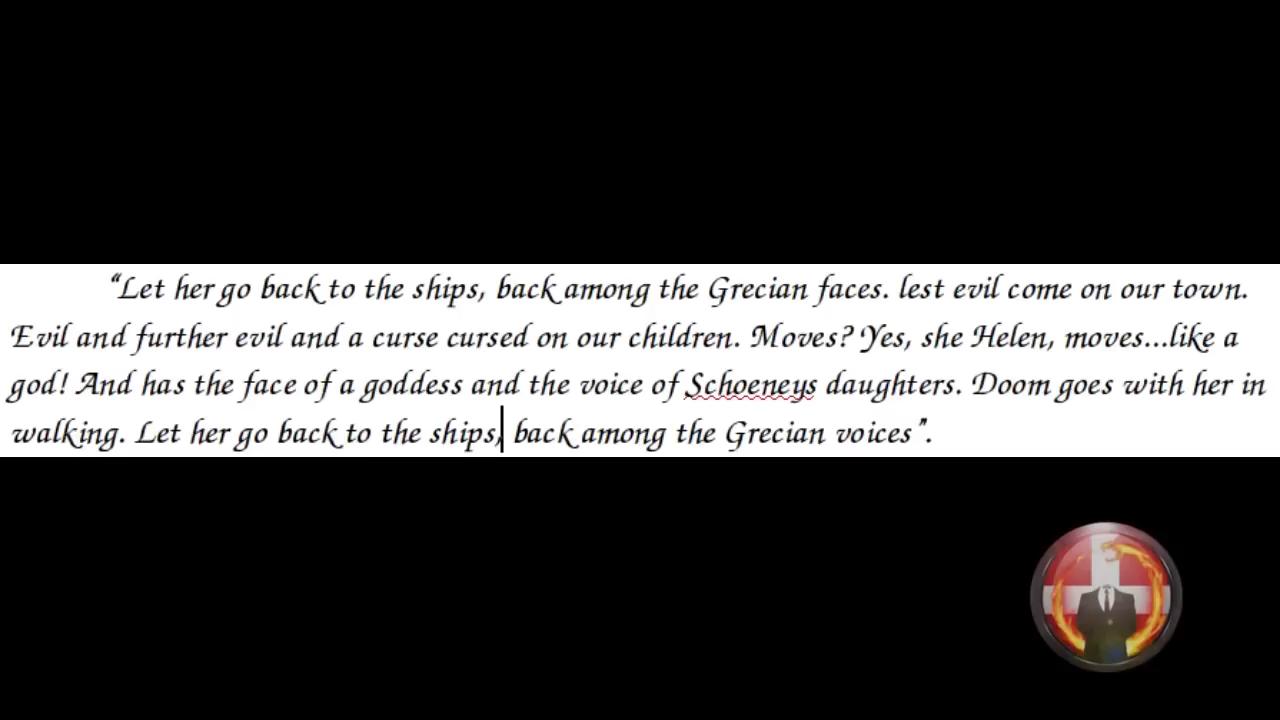 “Let her go back to the ships, back among the Grecian faces. lest evil come on our town.
Evil and further evil and a curse cursed on our children. Moves? Yes, she Helen, moves...like a
god! And has the face of a goddess and the voice of Schoeneys daughters. Doom goes with her in
walking. Let her go back to the ships, back among the Grecian voices”.